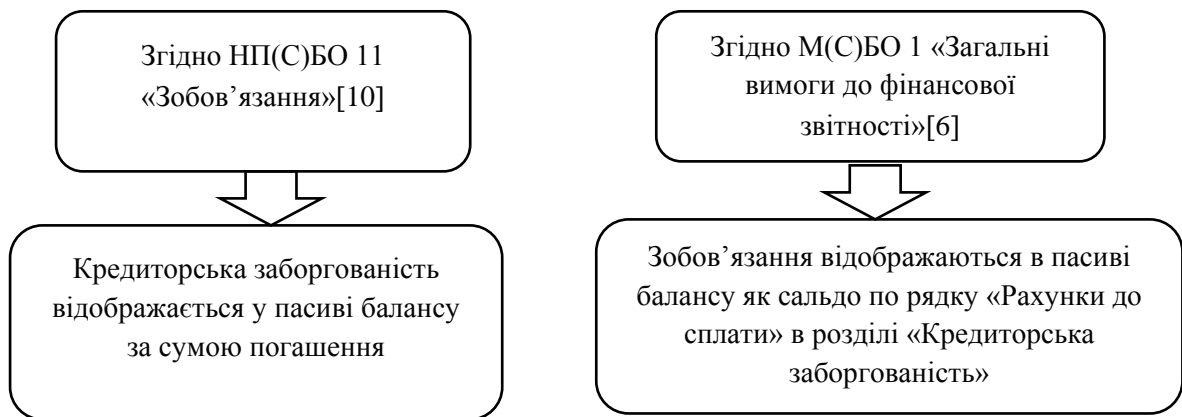 Згідно НП(С)БО 11
«Зобов’язання»[10]
Кредиторська заборгованість
відображається у пасиві балансу
за сумою погашення
Згідно М(С)БО 1 «Загальні
вимоги до фінансової
звітності»[6]
Зобов’язання відображаються в пасиві
балансу як сальдо по рядку «Рахунки до
сплати» в розділі «Кредиторська
заборгованість»